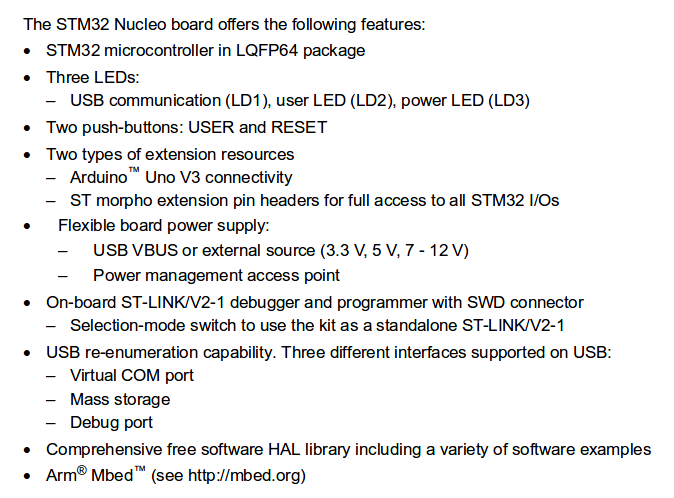 The STM32 Nucleo board offers the following features:
• STM32 microcontroller in LQFP64 package
• Three LEDs:
– USB communication (LD1), user LED (LD2), power LED (LD3)
• Two push-buttons: USER and RESET
• Two types of extension resources
– Arduino™ Uno V3 connectivity
– ST morpho extension pin headers for full access to all STM32 I/Os
• Flexible board power supply:
– USB VBUS or external source (3.3 V, 5 V, 7 - 12 V)
– Power management access point
• On-board ST-LINK/V2-1 debugger and programmer with SWD connector
– Selection-mode switch to use the kit as a standalone ST-LINK/V2-1
• USB re-enumeration capability. Three different interfaces supported on USB:
– Virtual COM port
– Mass storage
– Debug port
• Comprehensive free software HAL library including a variety of software examples
• Arm® Mbed™ (see http://mbed.org)